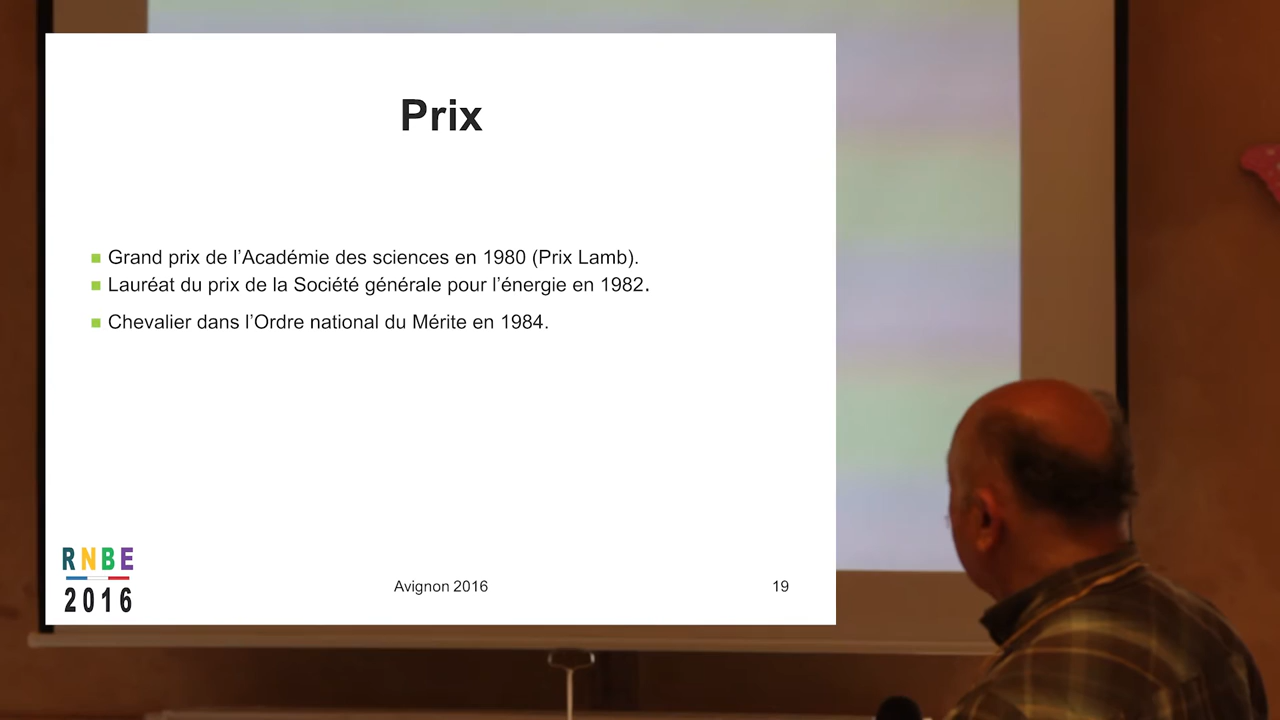 Prix
Grand prix de l’Académie des sciences en 1980 (Prix Lamb).
Lauréat du prix de la Société générale pour l’énergie en 1982.
Chevalier dans l’Ordre national du Mérite en 1984.
RNBE
2016
Avignon 2016
19